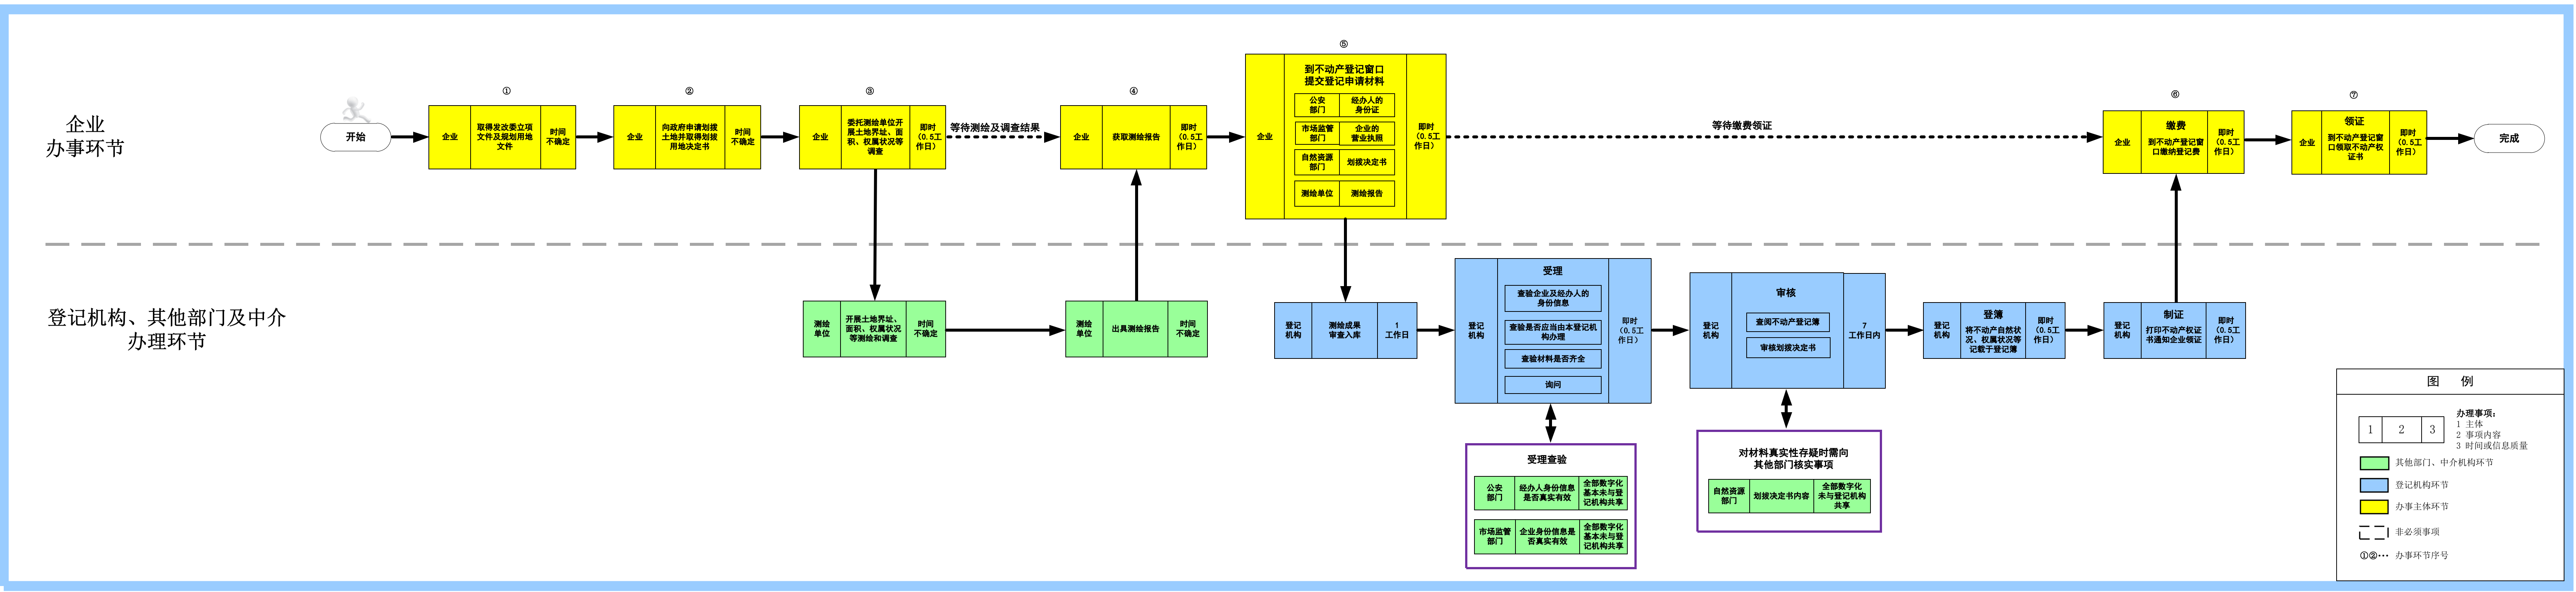 企业
办事环节
开始
①
企业
取得发改委立项
文件及规划用地
文件
时间
不确定
②
企业
向政府申请划拨
土地并取得划拨
用地决定书
时间
不确定
③
企业
委托测绘单位开
展土地界址、面
积、权属状况等
调查
即时
（0.5工
作日）
等待测绘及调查结果
④
企业
获取测绘报告
即时
（0.5工
作日）
⑤
企业
到不动产登记窗口
提交登记申请材料
公安
部门
经办人的
身份证
市场监管
部门
企业的
营业执照
自然资源
部门
划拨决定书
测绘单位
测绘报告
即时
（0.5工
作日）
等待缴费领证
⑥
企业
缴费
到不动产登记窗
口缴纳登记费
即时
（0.5工
作日）
⑦
企业
领证
到不动产登记窗
口领取不动产权
证书
即时
（0.5工
作日）
完成
登记机构、其他部门及中介
办理环节
测绘
单位
开展土地界址、
面积、权属状况
等测绘和调查
时间
不确定
测绘
单位
出具测绘报告
时间
不确定
登记
机构
测绘成果
审查入库
1
工作日
登记
机构
受理
查验企业及经办人的
身份信息
查验是否应当由本登记机
构办理
查验材料是否齐全
询问
即时
（0.5工
作日）
登记
机构
审核
查阅不动产登记簿
审核划拨决定书
7
工作日内
登记
机构
登簿
将不动产自然状
况、权属状况等
记载于登记簿
即时
（0.5工
作日）
登记
机构
制证
打印不动产权证
书通知企业领证
即时
（0.5工
作日）
受理查验
公安
部门
经办人身份信息
是否真实有效
全部数字化
基本未与登
记机构共享
市场监管
部门
企业身份信息是
否真实有效
全部数字化
基本未与登
记机构共享
对材料真实性存疑时需向
其他部门核实事项
自然资源
部门
划拨决定书内容
全部数字化
未与登记机构
共享
图 例
1 2 3
办理事项：
1 主体
2 事项内容
3 时间或信息质量
其他部门、中介机构环节
登记机构环节
办事主体环节
非必须事项
①②… 办事环节序号